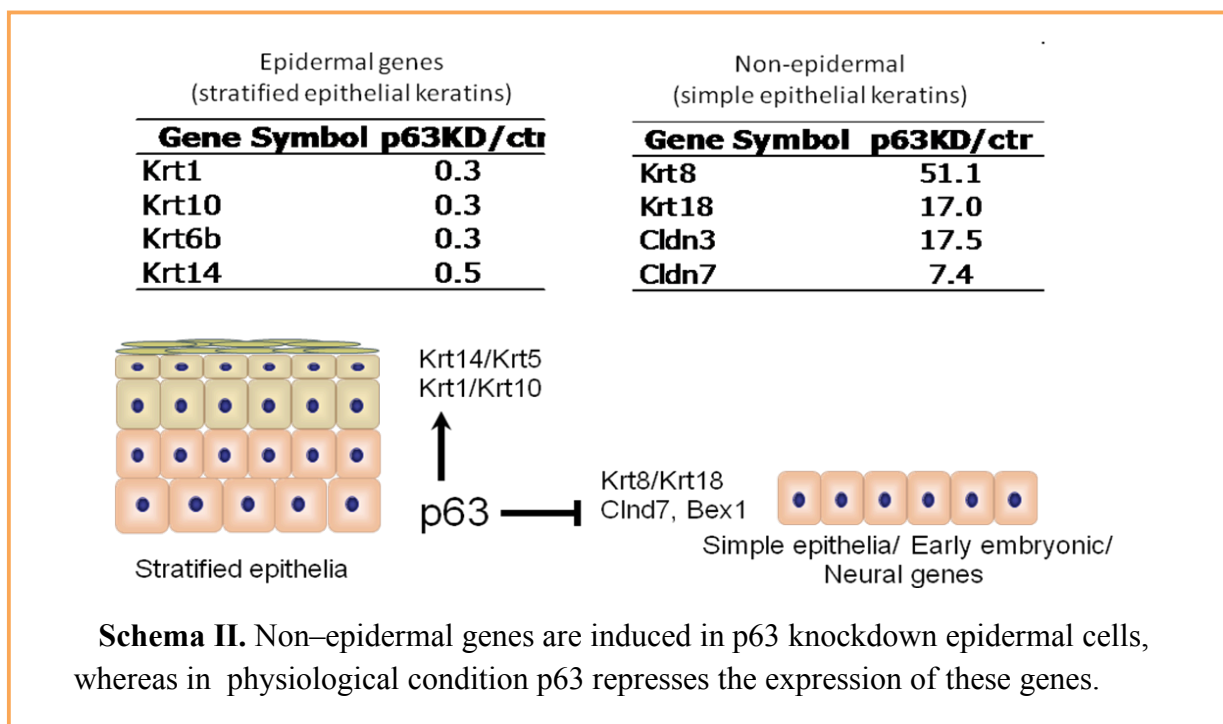 Epidermal genes
(stratified epithelial keratins)
Gene Symbol p63KD/ctr
Krt1 0.3
Krt10 0.3
Krt6b 0.3
Krt14 0.5
Non-epidermal
(simple epithelial keratins)
Gene Symbol p63KD/ctr
Krt8 51.1
Krt18 17.0
Cldn3 17.5
Cldn7 7.4
Krt14/Krt5
Krt1/Krt10
p63
Krt8/Krt18
Clnd7, Bex1
Stratified epithelia
Simple epithelia/ Early embryonic/
Neural genes
Schema II. Non–epidermal genes are induced in p63 knockdown epidermal cells,
whereas in physiological condition p63 represses the expression of these genes.